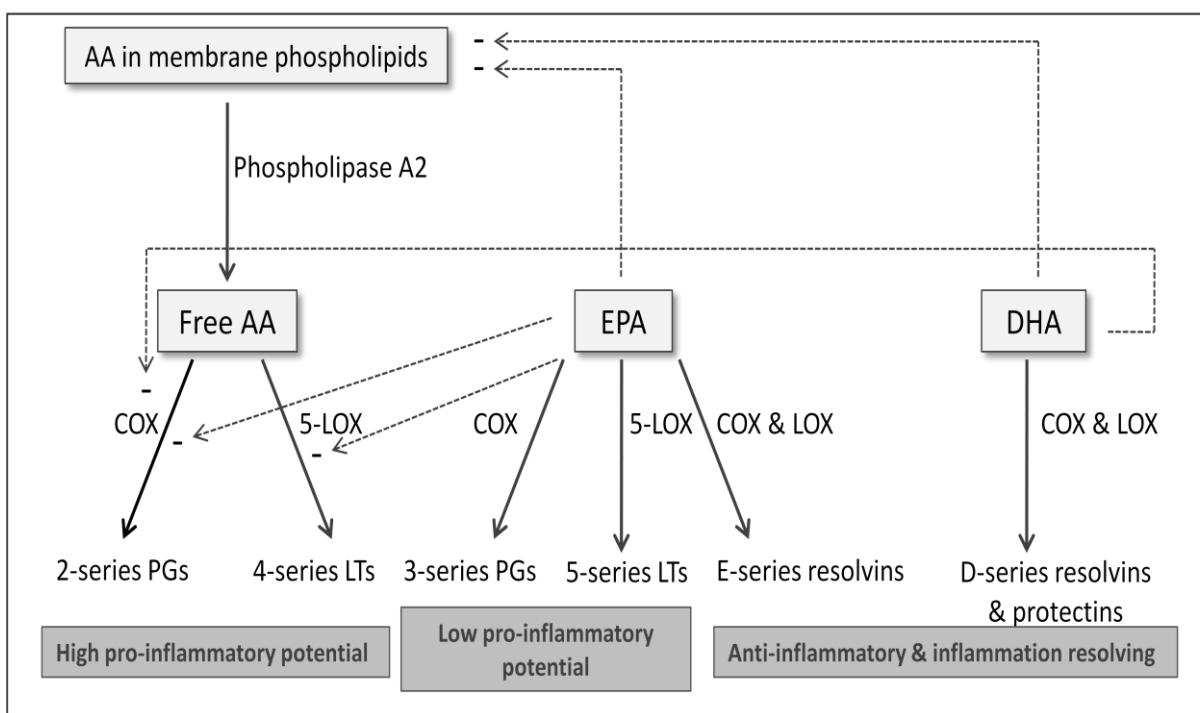 AA in membrane phospholipids
-
-
Phospholipase A2
Free AA
EPA
DHA
-
COX
-
5-LOX
-
COX
5-LOX
COX & LOX
COX & LOX
2-series PGs
4-series LTs
3-series PGs
5-series LTs
E-series resolvins
D-series resolvins
& protectins
High pro-inflammatory potential
Low pro-inflammatory
potential
Anti-inflammatory & inflammation resolving